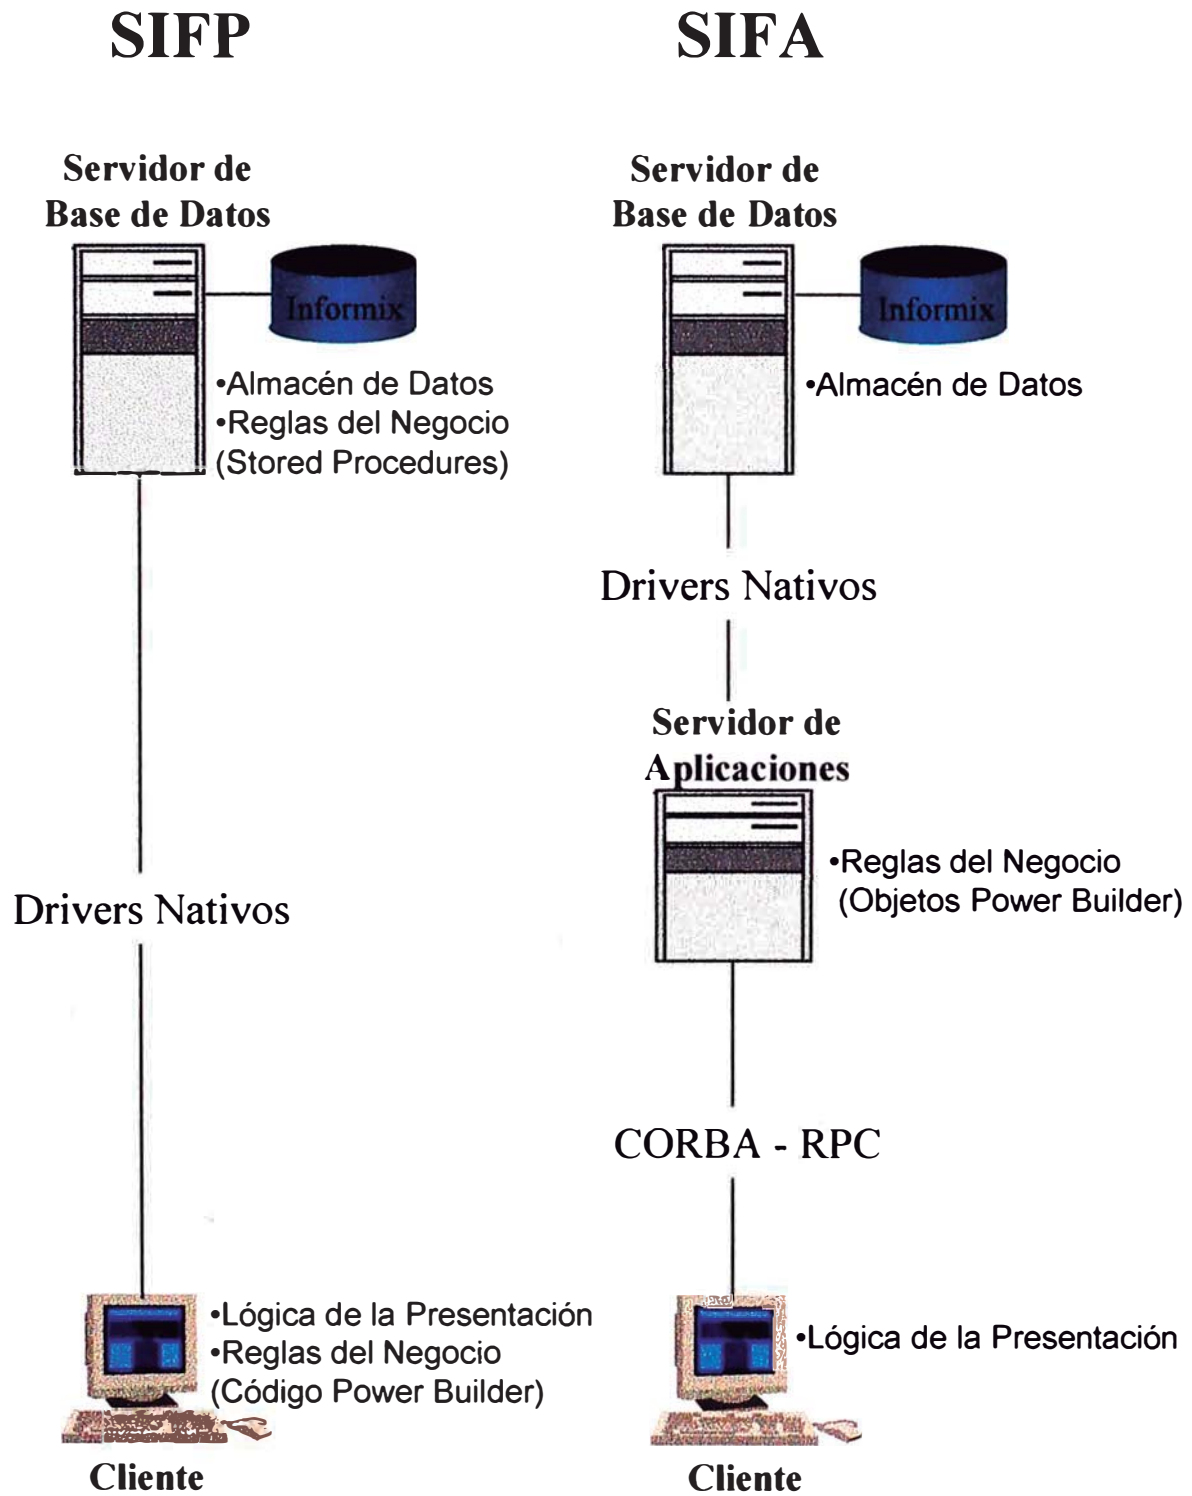 SIFP
Servidor de
Base de Datos
Informix
•Almacén de Datos
•Reglas del Negocio
(Stored Procedures)
Drivers Nativos
•Lógica de la Presentación
•Reglas del Negocio
(Código Power Builder)
Cliente
SIFA
Servidor de
Base de Datos
Informix
•Almacén de Datos
Drivers Nativos
Servidor de
Aplicaciones
•Reglas del Negocio
(Objetos Power Builder)
CORBA - RPC
•Lógica de la Presentación
Cliente